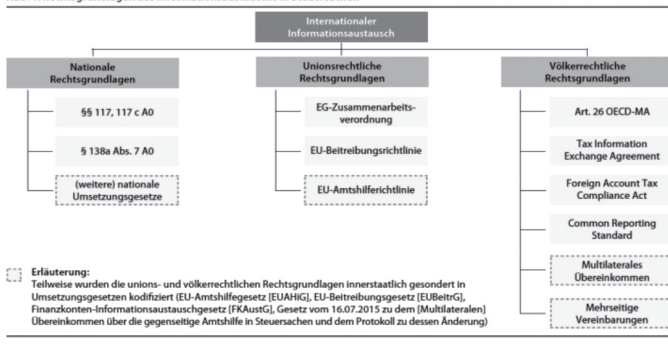 Internationaler
Informationsaustausch
Nationale
Rechtsgrundlagen
§§ 117, 117 c A0
§ 138a Abs. 7 A0
(weitere) nationale
Umsetzungsgesetze
Unionsrechtliche
Rechtsgrundlagen
EG-Zusammenarbeits-
verordnung
EU-Beitreibungsrichtlinie
EU-Amtshilferichtlinie
Völkerrechtliche
Rechtsgrundlagen
Art. 26 OECD-MA
Tax Information
Exchange Agreement
Foreign Account Tax
Compliance Act
Common Reporting
Standard
Multilaterales
Übereinkommen
Mehrseitige
Vereinbarungen
Erläuterung:
Teilweise wurden die unions- und völkerrechtlichen Rechtsgrundlagen innerstaatlich gesondert in
Umsetzungsgesetzen kodifiziert (EU-Amtshilfegesetz [EUAHiG], EU-Beitreibungsgesetz [EUBeitrG],
Finanzkonten-Informationsaustauschgesetz [FKAustG], Gesetz vom 16.07.2015 zu dem [Multilateralen]
Übereinkommen über die gegenseitige Amtshilfe in Steuersachen und dem Protokoll zu dessen Änderung)